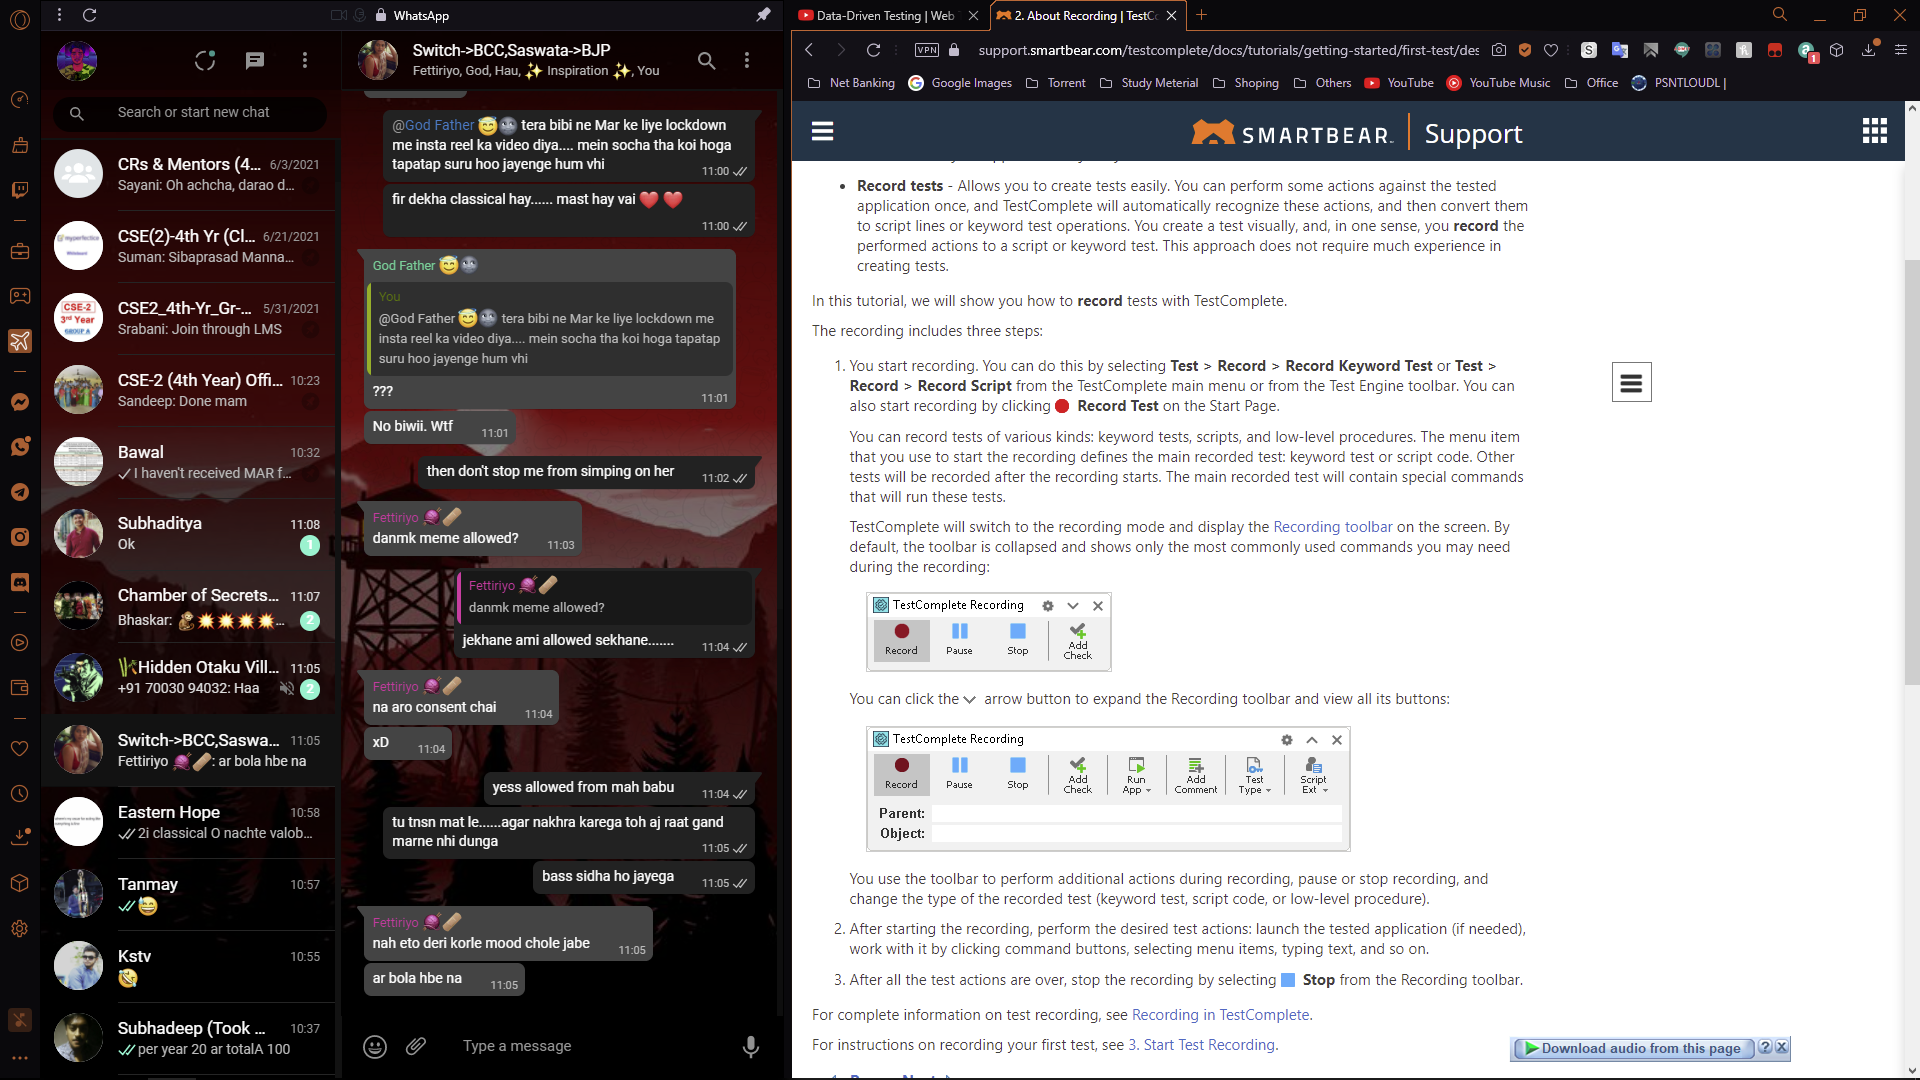 WhatsApp
Search or start new chat
CRs & Mentors (4... 6/3/2021
Sayani: Oh achcha, darao d...
CSE(2)-4th Yr (Cl... 6/21/2021
Suman: Sibaprasad Manna...
CSE2_4th-Yr_Gr-... 5/31/2021
Srabani: Join through LMS
CSE-2
3rd Year
GROUP A
CSE-2 (4th Year) Offi... 10:23
Sandeep: Done mam
Bawal 10:32
I haven't received MAR f...
Subhaditya 11:08
Ok 1
Chamber of Secrets... 11:07
Bhaskar: 🙊💥💥💥💥... 2
Hidden Otaku Vill... 11:05
+91 70030 94032: Haa 2
Switch->BCC,Saswa... 11:05
Fettiriyo 🧶🩹: ar bola hbe na
Eastern Hope 10:58
2i classical O nachte valob...
Tanmay 10:57
😅
Kstv 10:55
🤣
Subhadeep (Took ... 10:37
per year 20 ar totalA 100
Switch->BCC,Saswata->BJP
Fettiriyo, God, Hau, ✨ Inspiration ✨, You
@God Father 😇🌚 tera bibi ne Mar ke liye lockdown
me insta reel ka video diya.... mein socha tha koi hoga
tapatap suru hoo jayenge hum vhi
11:00
fir dekha classical hay...... mast hay vai ❤️ ❤️
11:00
God Father 😇🌚
You
@God Father 😇🌚 tera bibi ne Mar ke liye lockdown me
insta reel ka video diya.... mein socha tha koi hoga tapatap
suru hoo jayenge hum vhi
???
11:01
No biwii. Wtf 11:01
then don't stop me from simping on her 11:02
Fettiriyo 🧶🩹
danmk meme allowed? 11:03
Fettiriyo 🧶🩹
danmk meme allowed?
jekhane ami allowed sekhane....... 11:04
Fettiriyo 🧶🩹
na aro consent chai 11:04
xD 11:04
yess allowed from mah babu 11:04
tu tnsn mat le......agar nakhra karega toh aj raat gand
marne nhi dunga 11:05
bass sidha ho jayega 11:05
Fettiriyo 🧶🩹
nah eto deri korle mood chole jabe 11:05
ar bola hbe na 11:05
Type a message
Data-Driven Testing | Web
2. About Recording | TestCo
VPN
support.smartbear.com/testcomplete/docs/tutorials/getting-started/first-test/des
1
Net Banking
Google Images
Torrent
Study Meterial
Shoping
Others
YouTube
YouTube Music
Office
PSNTLOUDL |
SMARTBEAR | Support
• Record tests - Allows you to create tests easily. You can perform some actions against the tested
application once, and TestComplete will automatically recognize these actions, and then convert them
to script lines or keyword test operations. You create a test visually, and, in one sense, you record the
performed actions to a script or keyword test. This approach does not require much experience in
creating tests.
In this tutorial, we will show you how to record tests with TestComplete.
The recording includes three steps:
1. You start recording. You can do this by selecting Test > Record > Record Keyword Test or Test >
Record > Record Script from the TestComplete main menu or from the Test Engine toolbar. You can
also start recording by clicking Record Test on the Start Page.
You can record tests of various kinds: keyword tests, scripts, and low-level procedures. The menu item
that you use to start the recording defines the main recorded test: keyword test or script code. Other
tests will be recorded after the recording starts. The main recorded test will contain special commands
that will run these tests.
TestComplete will switch to the recording mode and display the Recording toolbar on the screen. By
default, the toolbar is collapsed and shows only the most commonly used commands you may need
during the recording:
TestComplete Recording
Record Pause Stop Add Check
You can click the arrow button to expand the Recording toolbar and view all its buttons:
TestComplete Recording
Record Pause Stop Add Check Run App Add Comment Test Type Script Ext
Parent:
Object:
You use the toolbar to perform additional actions during recording, pause or stop recording, and
change the type of the recorded test (keyword test, script code, or low-level procedure).
2. After starting the recording, perform the desired test actions: launch the tested application (if needed),
work with it by clicking command buttons, selecting menu items, typing text, and so on.
3. After all the test actions are over, stop the recording by selecting Stop from the Recording toolbar.
For complete information on test recording, see Recording in TestComplete.
For instructions on recording your first test, see 3. Start Test Recording.
Download audio from this page ? X